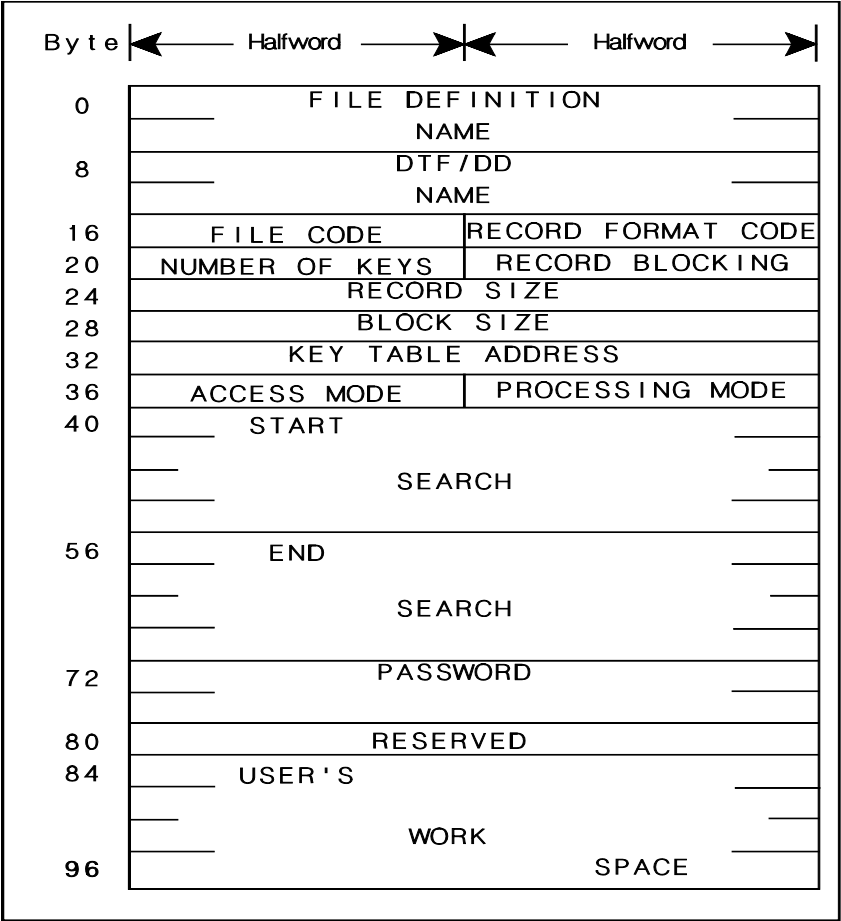 Byte Halfword Halfword
0 FILE DEFINITION
NAME
8 DTF/DD
NAME
16 FILE CODE RECORD FORMAT CODE
20 NUMBER OF KEYS RECORD BLOCKING
24 RECORD SIZE
28 BLOCK SIZE
32 KEY TABLE ADDRESS
36 ACCESS MODE PROCESSING MODE
40 START
SEARCH
56 END
SEARCH
72 PASSWORD
80 RESERVED
84 USER'S
WORK
96 SPACE